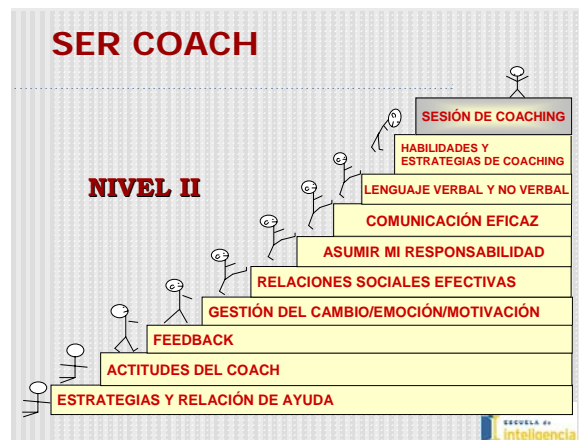 SER COACH
SESIÓN DE COACHING
HABILIDADES Y
ESTRATEGIAS DE COACHING
NIVEL II
LENGUAJE VERBAL Y NO VERBAL
COMUNICACIÓN EFICAZ
ASUMIR MI RESPONSABILIDAD
RELACIONES SOCIALES EFECTIVAS
GESTIÓN DEL CAMBIO/EMOCIÓN/MOTIVACIÓN
FEEDBACK
ACTITUDES DEL COACH
ESTRATEGIAS Y RELACIÓN DE AYUDA
ESCUELA de
inteligencia